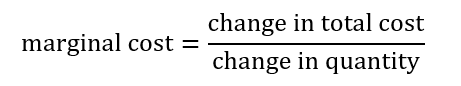 marginal cost = change in total cost / change in quantity